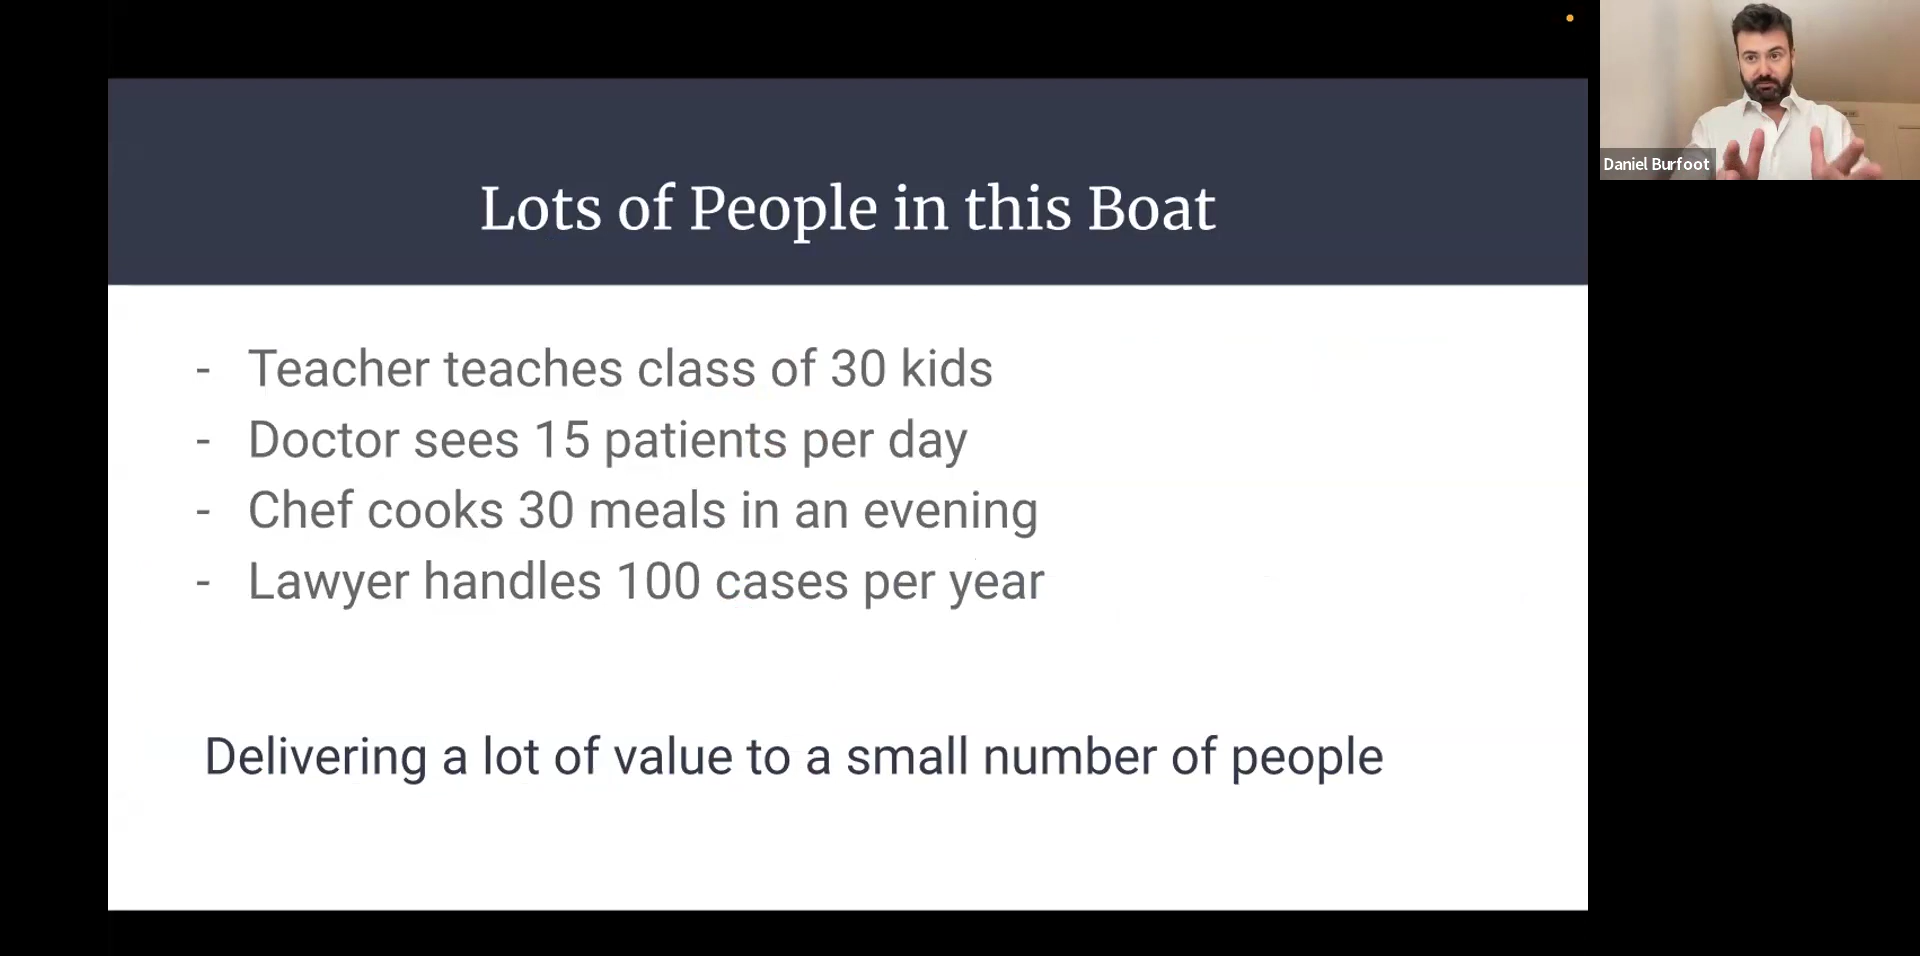 Lots of People in this Boat
- Teacher teaches class of 30 kids
- Doctor sees 15 patients per day
- Chef cooks 30 meals in an evening
- Lawyer handles 100 cases per year
Delivering a lot of value to a small number of people
Daniel Burfoot